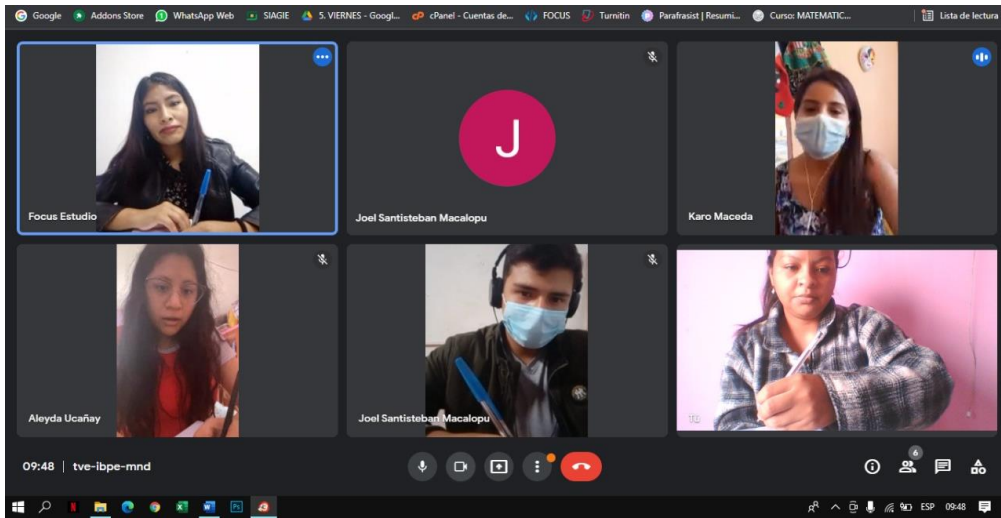 Google Addons Store WhatsApp Web SIAGIE 5. VIERNES - Googl... cPanel - Cuentas de... FOCUS Turnitin Parafrasist | Resumi... Curso: MATEMATIC... Lista de lectura
Focus Estudio
J
Joel Santisteban Macalopu
Karo Maceda
Aleyda Ucañay
Joel Santisteban Macalopu
Tú
09:48 | tve-ibpe-mnd
6
ESP 09:48